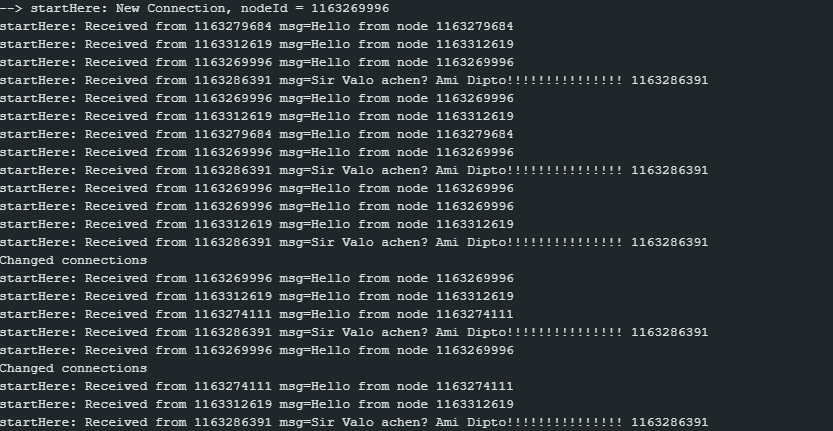 --> startHere: New Connection, nodeId = 1163269996
startHere: Received from 1163279684 msg=Hello from node 1163279684
startHere: Received from 1163312619 msg=Hello from node 1163312619
startHere: Received from 1163269996 msg=Hello from node 1163269996
startHere: Received from 1163286391 msg=Sir Valo achen? Ami Dipto!!!!!!!!!!!!!!! 1163286391
startHere: Received from 1163269996 msg=Hello from node 1163269996
startHere: Received from 1163312619 msg=Hello from node 1163312619
startHere: Received from 1163279684 msg=Hello from node 1163279684
startHere: Received from 1163269996 msg=Hello from node 1163269996
startHere: Received from 1163286391 msg=Sir Valo achen? Ami Dipto!!!!!!!!!!!!!!! 1163286391
startHere: Received from 1163269996 msg=Hello from node 1163269996
startHere: Received from 1163269996 msg=Hello from node 1163269996
startHere: Received from 1163312619 msg=Hello from node 1163312619
startHere: Received from 1163286391 msg=Sir Valo achen? Ami Dipto!!!!!!!!!!!!!!! 1163286391
Changed connections
startHere: Received from 1163269996 msg=Hello from node 1163269996
startHere: Received from 1163312619 msg=Hello from node 1163312619
startHere: Received from 1163274111 msg=Hello from node 1163274111
startHere: Received from 1163286391 msg=Sir Valo achen? Ami Dipto!!!!!!!!!!!!!!! 1163286391
startHere: Received from 1163269996 msg=Hello from node 1163269996
Changed connections
startHere: Received from 1163274111 msg=Hello from node 1163274111
startHere: Received from 1163312619 msg=Hello from node 1163312619
startHere: Received from 1163286391 msg=Sir Valo achen? Ami Dipto!!!!!!!!!!!!!!! 1163286391